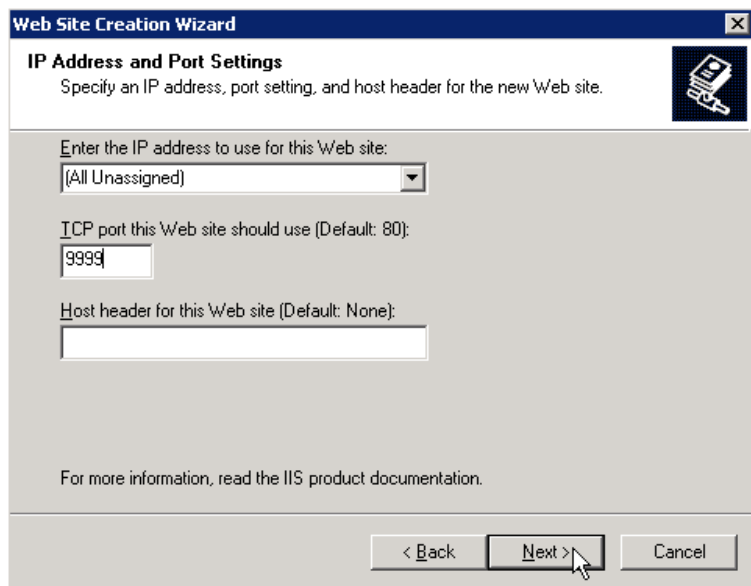 Web Site Creation Wizard
IP Address and Port Settings
Specify an IP address, port setting, and host header for the new Web site.
Enter the IP address to use for this Web site:
(All Unassigned)
TCP port this Web site should use (Default: 80):
9999
Host header for this Web site (Default: None):
For more information, read the IIS product documentation.
< Back Next > Cancel